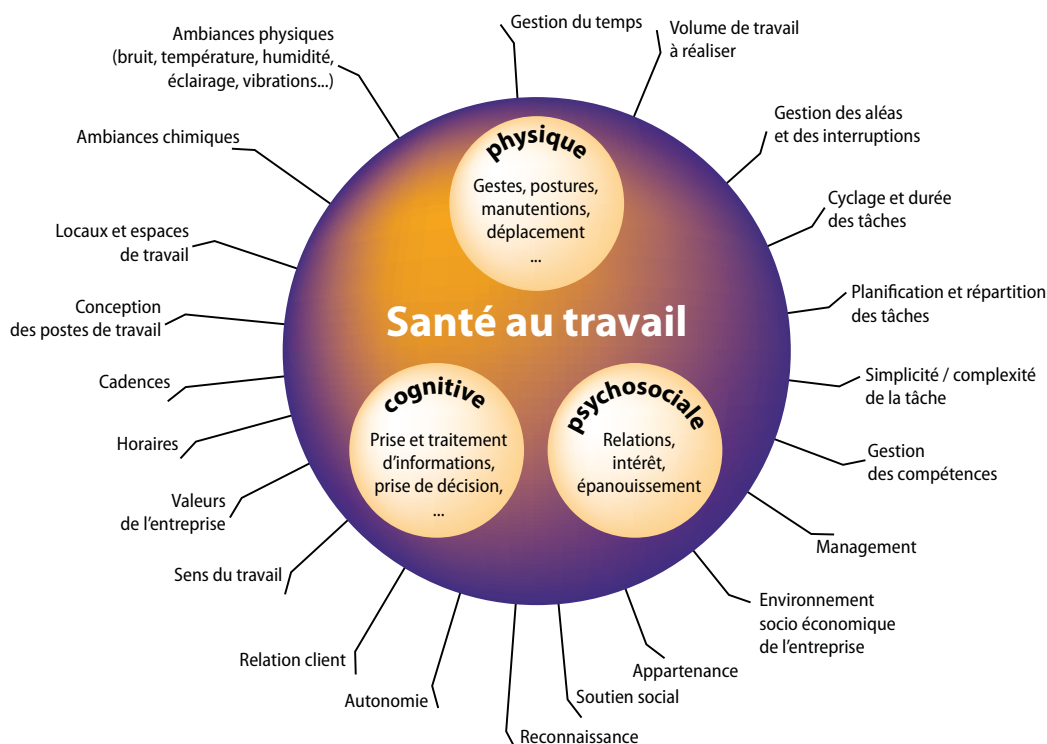 Gestion du temps
Volume de travail
à réaliser
Gestion des aléas
et des interruptions
Cyclage et durée
des tâches
Planification et répartition
des tâches
Simplicité / complexité
de la tâche
Gestion
des compétences
Management
Environnement
socio économique
de l’entreprise
Appartenance
Soutien social
Reconnaissance
Autonomie
Relation client
Sens du travail
Valeurs
de l’entreprise
Horaires
Cadences
Conception
des postes de travail
Locaux et espaces
de travail
Ambiances chimiques
Ambiances physiques
(bruit, température, humidité,
éclairage, vibrations...)
physique
Gestes, postures,
manutentions,
déplacement
...
Santé au travail
cognitive
Prise et traitement
d’informations,
prise de décision,
...
psychosociale
Relations,
intérêt,
épanouissement